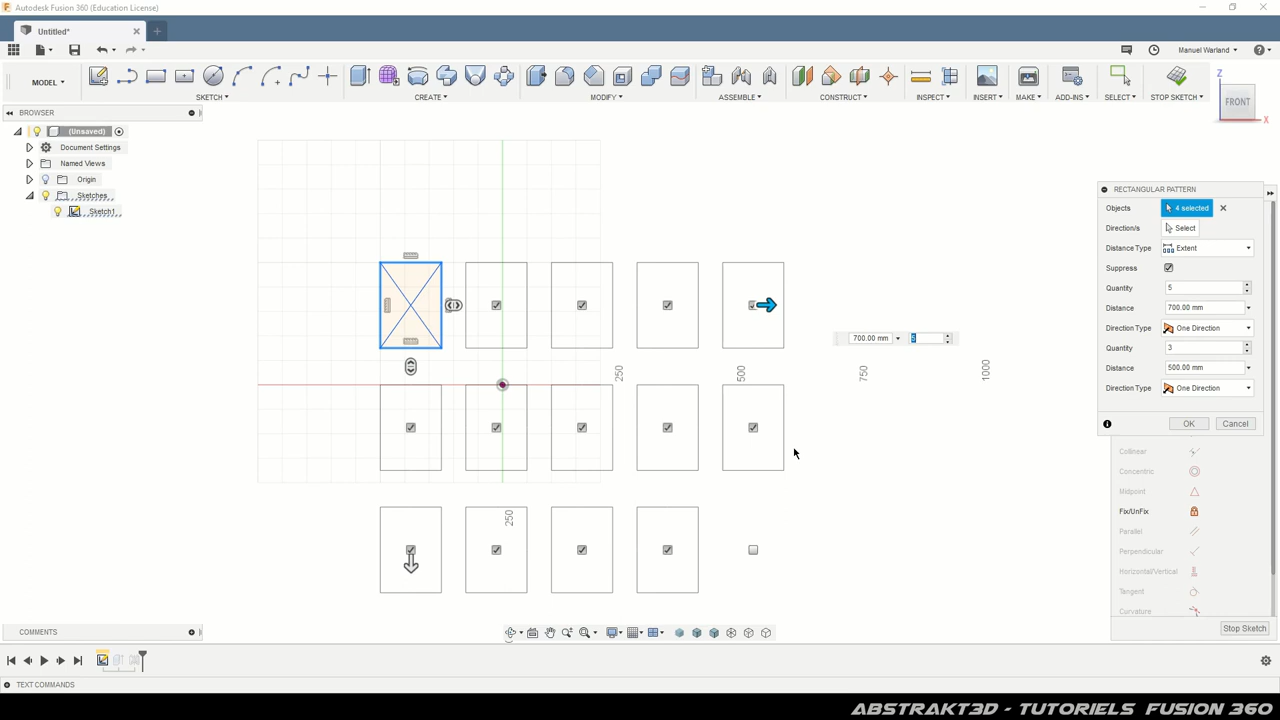 Autodesk Fusion 360 (Education License)
Untitled*
Manuel Warland
MODEL
SKETCH
CREATE
MODIFY
ASSEMBLE
CONSTRUCT
INSPECT
INSERT
MAKE
ADD-INS
SELECT
STOP SKETCH
Z
FRONT
X
BROWSER
(Unsaved)
Document Settings
Named Views
Origin
Sketches
Sketch1
RECTANGULAR PATTERN
Objects 4 selected
Direction/s Select
Distance Type Extent
Suppress
Quantity 5
Distance 700.00 mm
Direction Type One Direction
Quantity 3
Distance 500.00 mm
Direction Type One Direction
OK Cancel
700.00 mm 5
250
500
750
1000
250
Collinear
Concentric
Midpoint
Fix/UnFix
Parallel
Perpendicular
Horizontal/Vertical
Tangent
Curvature
Stop Sketch
COMMENTS
TEXT COMMANDS
ABSTRAKT3D - TUTORIELS FUSION 360